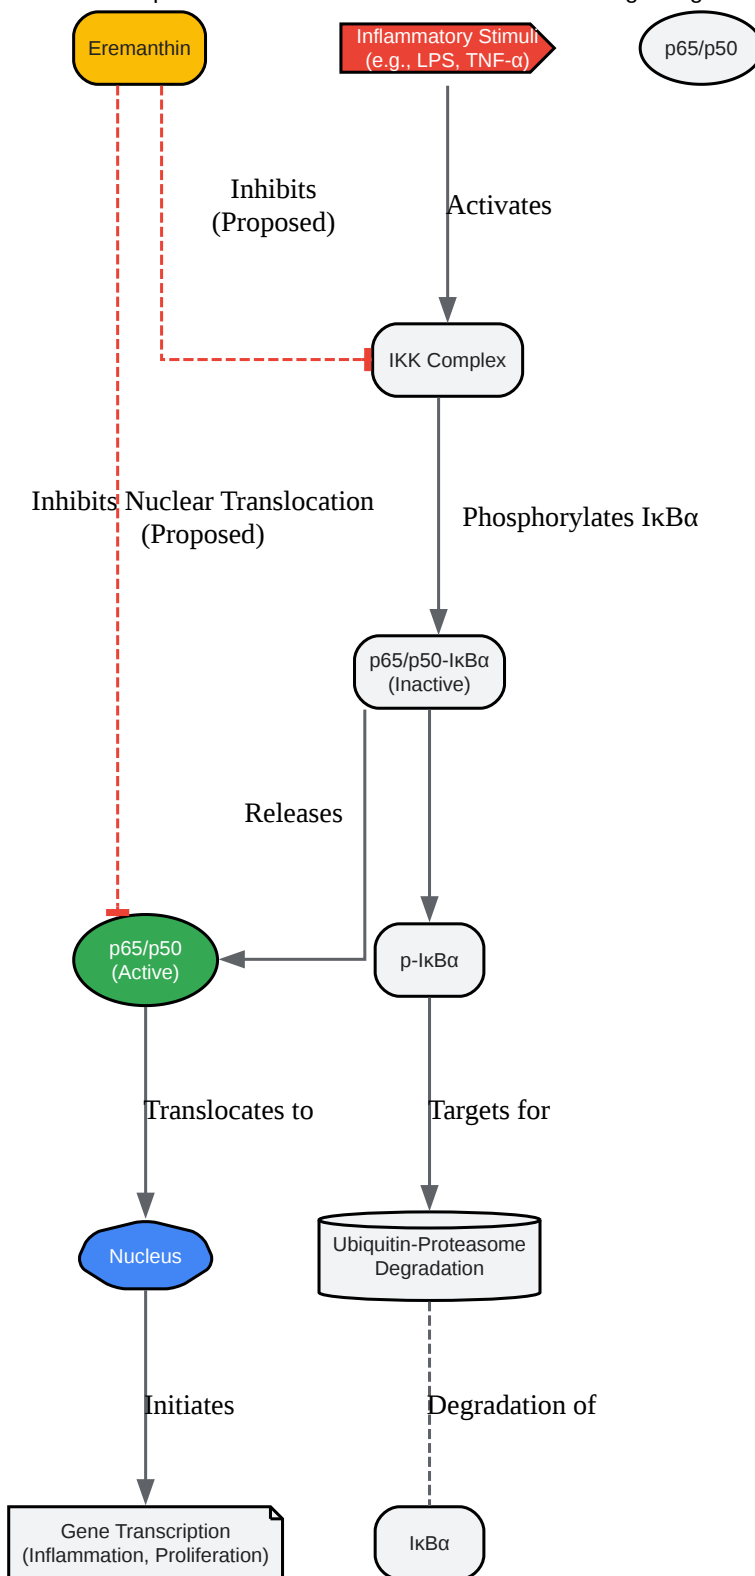 Eremanthin
Inflammatory Stimuli
(e.g., LPS, TNF-α)
p65/p50
Inhibits
(Proposed)
Activates
IKK Complex
Inhibits Nuclear Translocation
(Proposed)
Phosphorylates IκBα
p65/p50-IκBα
(Inactive)
Releases
p65/p50
(Active)
p-IκBα
Translocates to
Targets for
Nucleus
Ubiquitin-Proteasome
Degradation
Initiates
Degradation of
Gene Transcription
(Inflammation, Proliferation)
IκBα